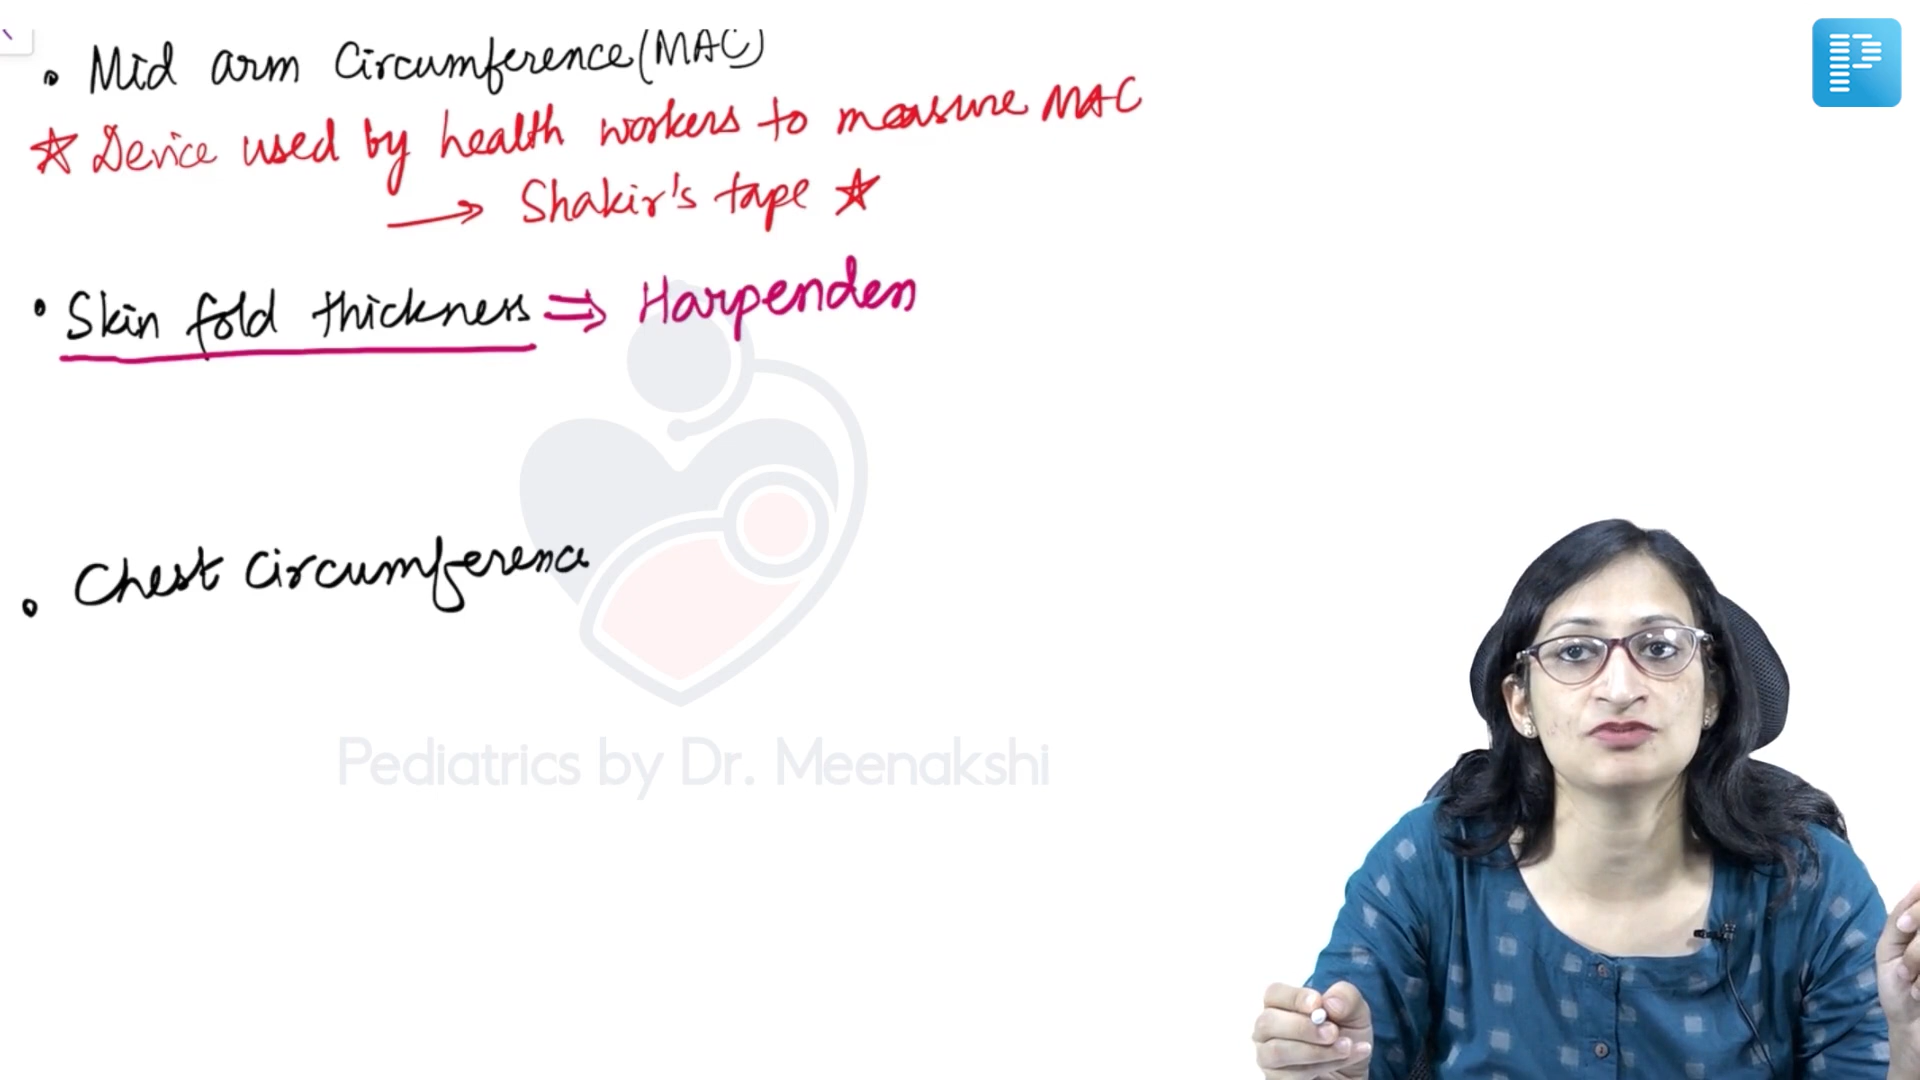 • Mid arm Circumference (MAC)
☆ Device used by health workers to measure MAC
→ Shakir's tape ☆
• Skin fold thickness ⇒ Harpenden
• Chest Circumference
Pediatrics by Dr. Meenakshi